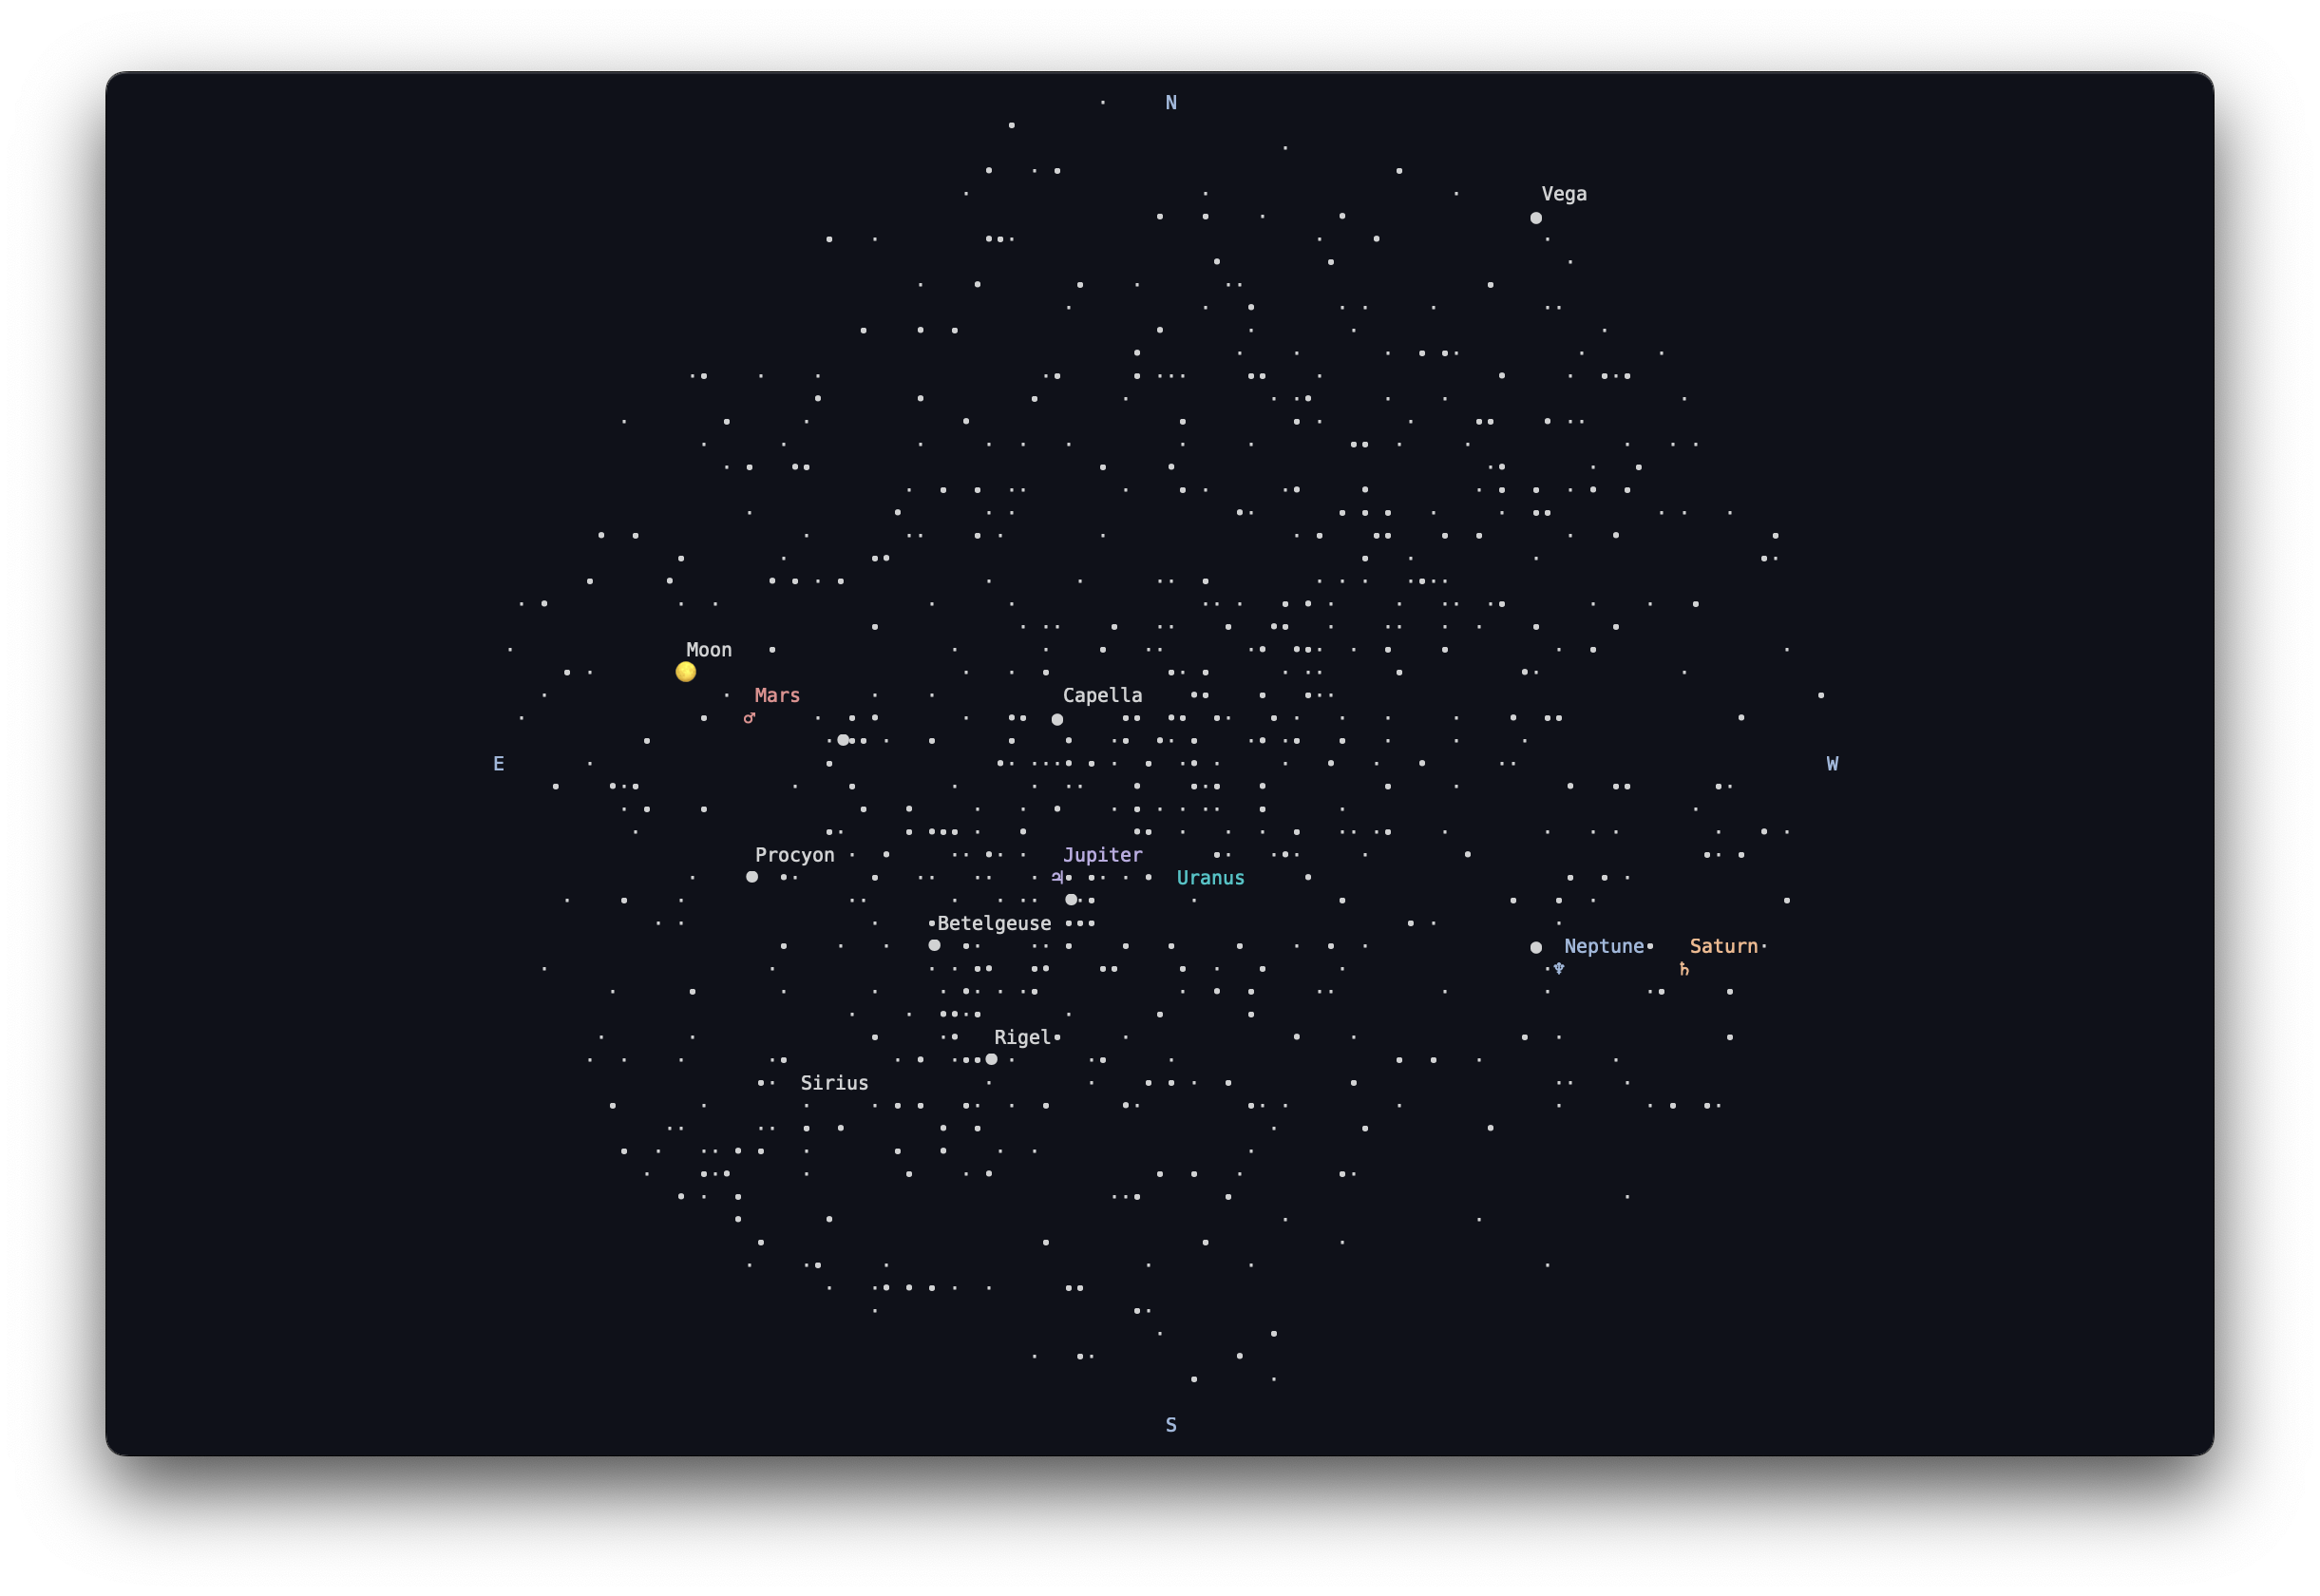 N
Vega
Moon
Mars
Capella
E
W
Procyon
Jupiter
♃
Uranus
Betelgeuse
Neptune
Saturn
♂
♆
♄
Rigel
Sirius
S